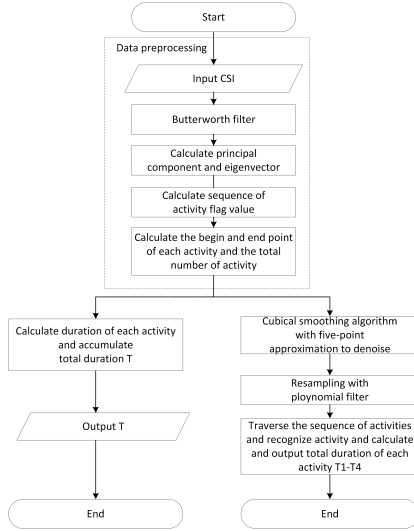 Start
Data preprocessing
Input CSI
Butterworth filter
Calculate principal
component and eigenvector
Calculate sequence of
activity flag value
Calculate the begin and end point
of each activity and the total
number of activity
Calculate duration of each activity
and accumulate
total duration T
Output T
End
Cubical smoothing algorithm
with five-point
approximation to denoise
Resampling with
ploynomial filter
Traverse the sequence of activities
and recognize activity and calculate
and output total duration of each
activity T1-T4
End